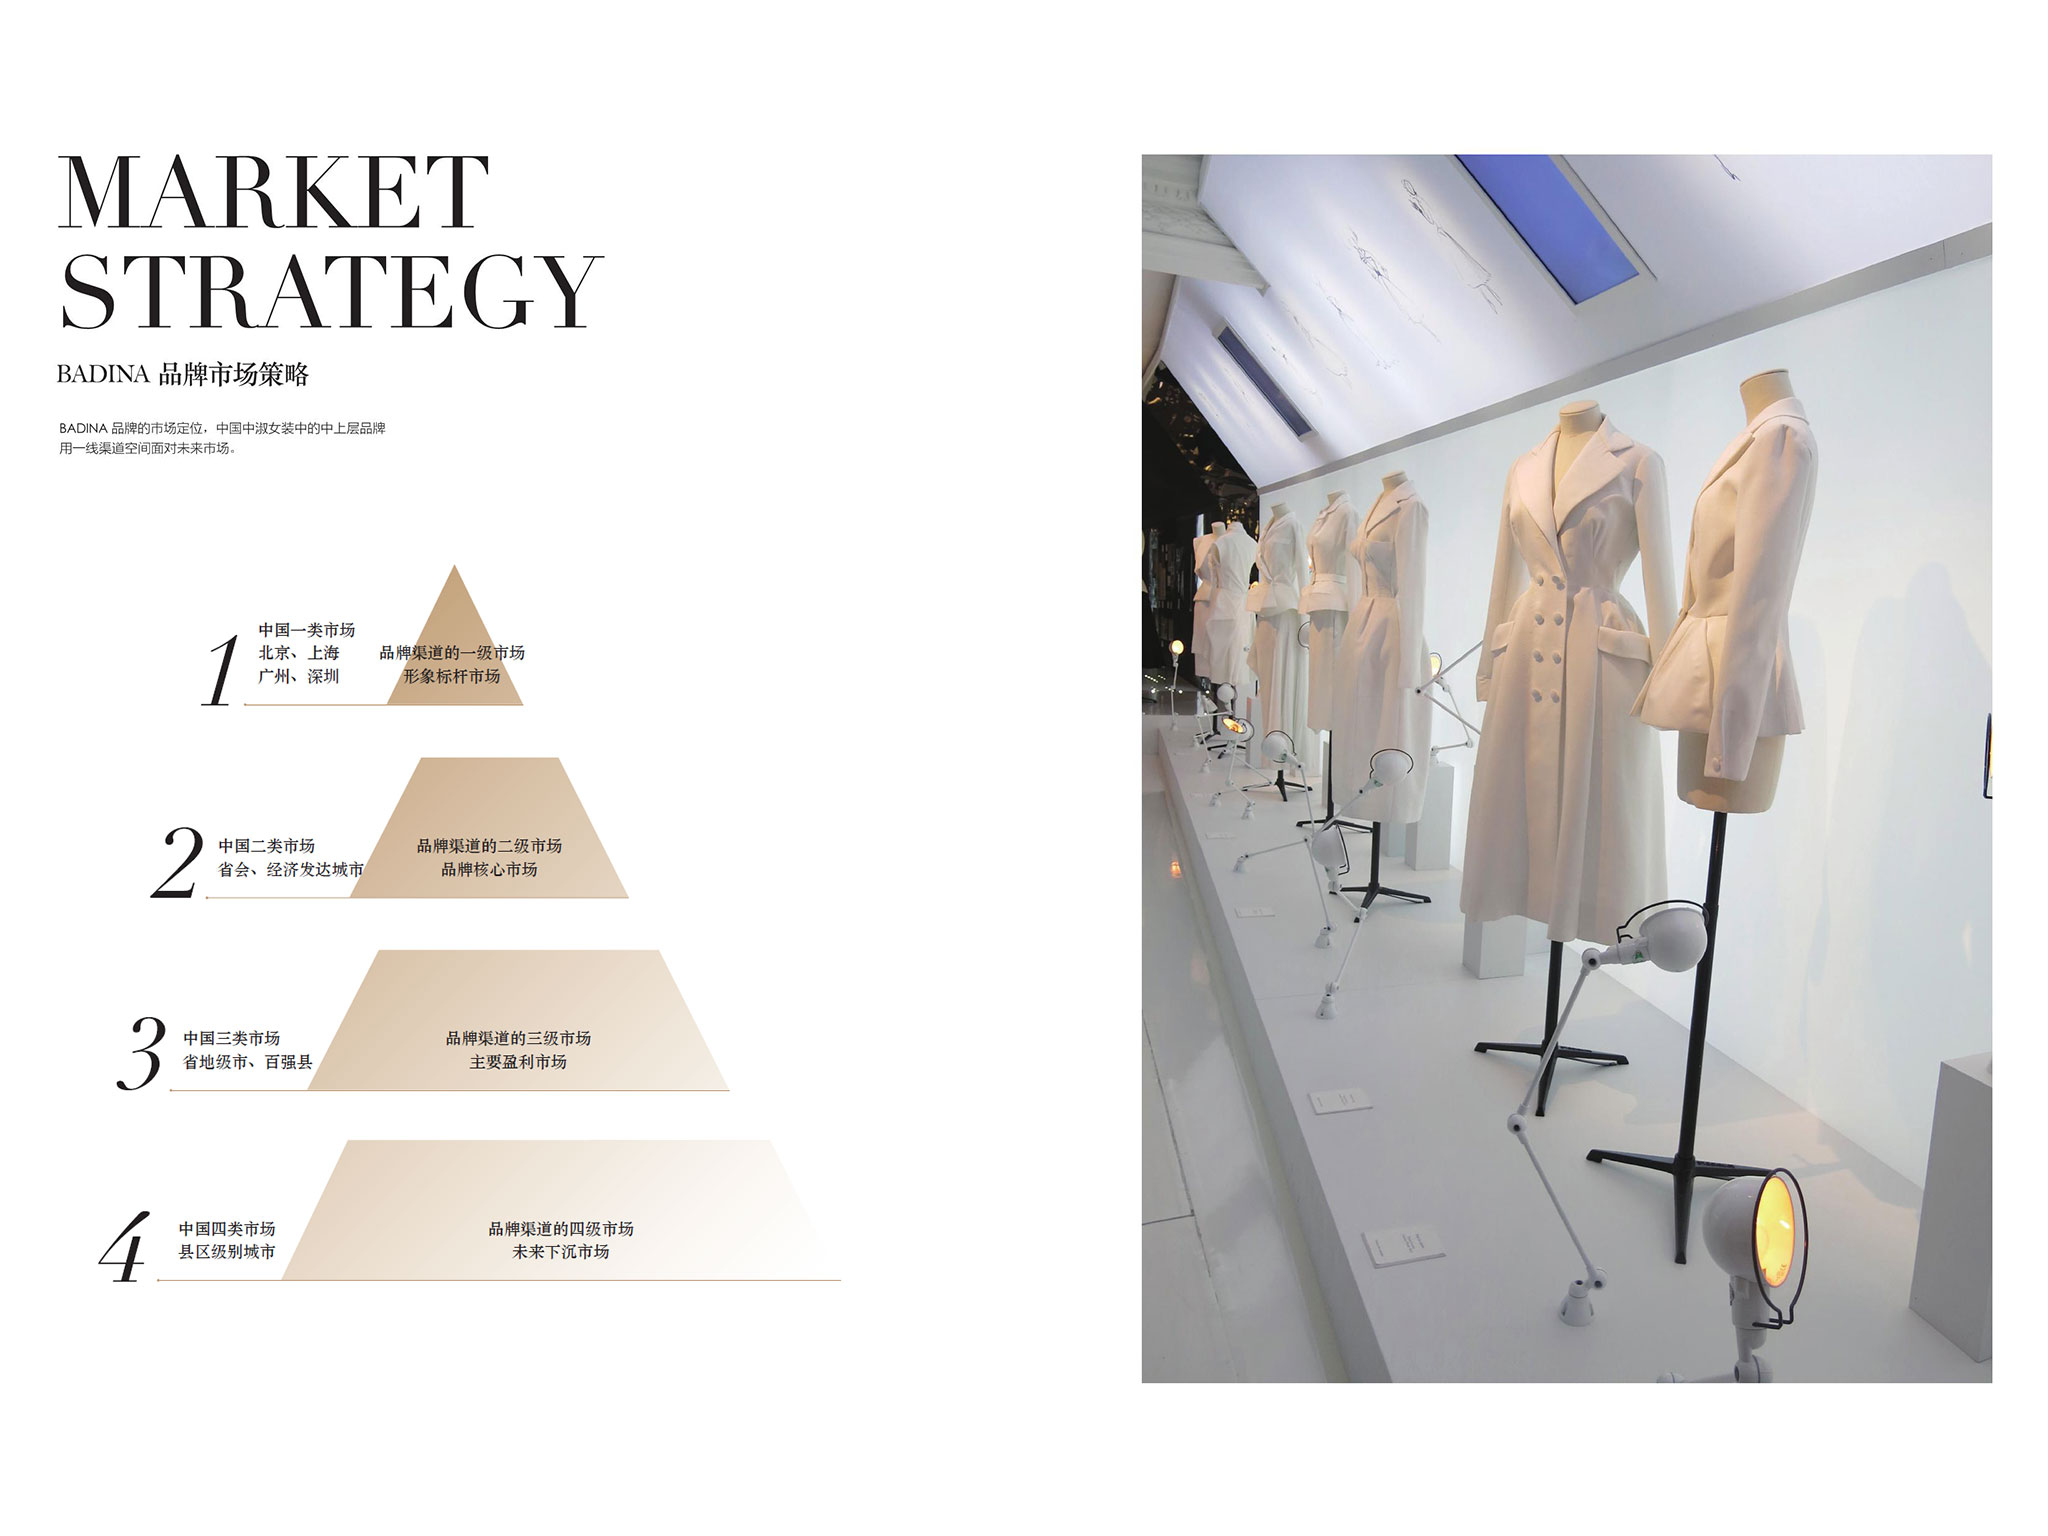 MARKET
STRATEGY
BADINA 品牌市场策略
BADINA 品牌的市场定位，中国中淑女装中的中上层品牌
用一线渠道空间面对未来市场。
1
中国一类市场
北京、上海
广州、深圳
品牌渠道的一级市场
形象标杆市场
2
中国二类市场
省会、经济发达城市
品牌渠道的二级市场
品牌核心市场
3
中国三类市场
省地级市、百强县
品牌渠道的三级市场
主要盈利市场
4
中国四类市场
县区级别城市
品牌渠道的四级市场
未来下沉市场